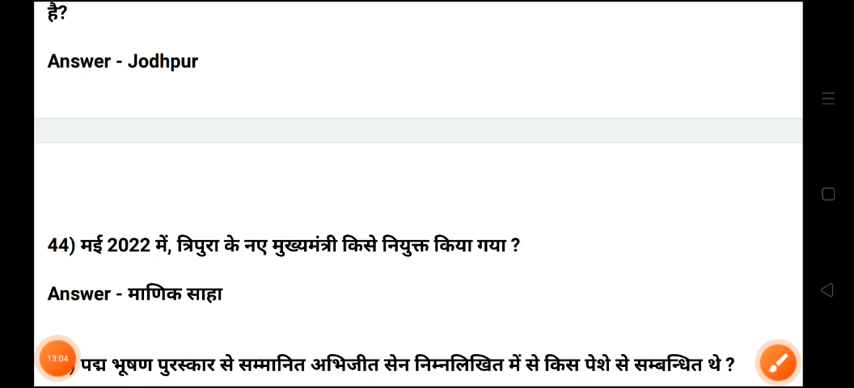 है?
Answer - Jodhpur
44) मई 2022 में, त्रिपुरा के नए मुख्यमंत्री किसे नियुक्त किया गया ?
Answer - माणिक साहा
13:04
) पद्म भूषण पुरस्कार से सम्मानित अभिजीत सेन निम्नलिखित में से किस पेशे से सम्बन्धित थे ?